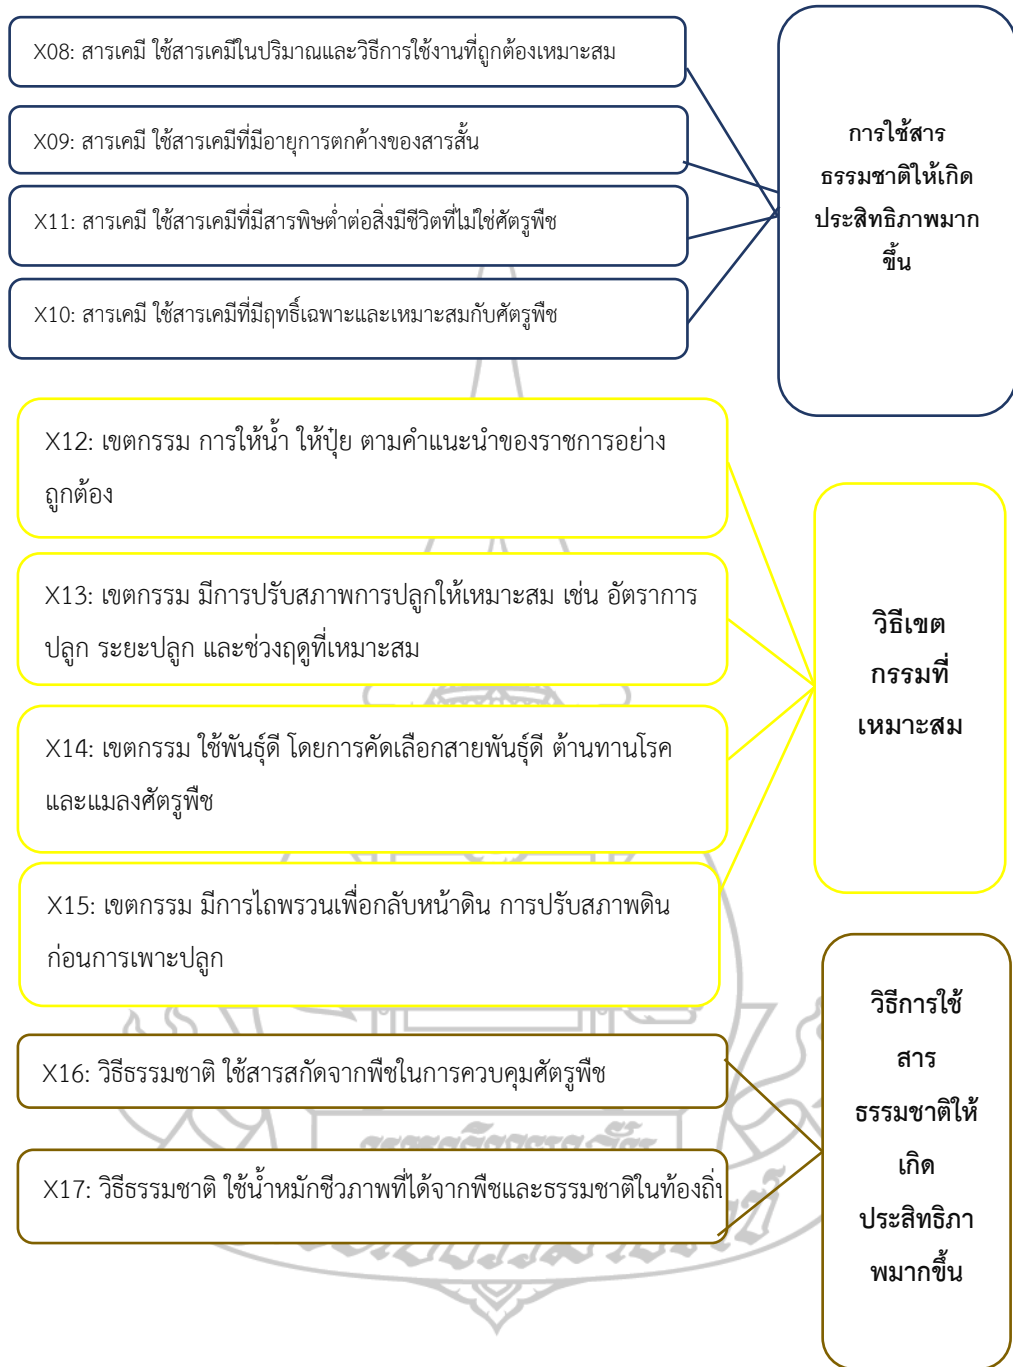 X08: สารเคมี ใช้สารเคมีในปริมาณและวิธีการใช้งานที่ถูกต้องเหมาะสม
X09: สารเคมี ใช้สารเคมีที่มีอายุการตกค้างของสารสั้น
X11: สารเคมี ใช้สารเคมีที่มีสารพิษต่ำต่อสิ่งมีชีวิตที่ไม่ใช่ศัตรูพืช
X10: สารเคมี ใช้สารเคมีที่มีฤทธิ์เฉพาะและเหมาะสมกับศัตรูพืช
การใช้สาร
ธรรมชาติให้เกิด
ประสิทธิภาพมาก
ขึ้น
X12: เขตกรรม การให้น้ำ ให้ปุ๋ย ตามคำแนะนำของราชการอย่าง
ถูกต้อง
X13: เขตกรรม มีการปรับสภาพการปลูกให้เหมาะสม เช่น อัตราการ
ปลูก ระยะปลูก และช่วงฤดูที่เหมาะสม
X14: เขตกรรม ใช้พันธุ์ดี โดยการคัดเลือกสายพันธุ์ดี ต้านทานโรค
และแมลงศัตรูพืช
X15: เขตกรรม มีการไถพรวนเพื่อกลับหน้าดิน การปรับสภาพดิน
ก่อนการเพาะปลูก
วิธีเขต
กรรมที่
เหมาะสม
X16: วิธีธรรมชาติ ใช้สารสกัดจากพืชในการควบคุมศัตรูพืช
X17: วิธีธรรมชาติ ใช้น้ำหมักชีวภาพที่ได้จากพืชและธรรมชาติในท้องถิ่น
วิธีการใช้
สาร
ธรรมชาติให้
เกิด
ประสิทธิภา
พมากขึ้น